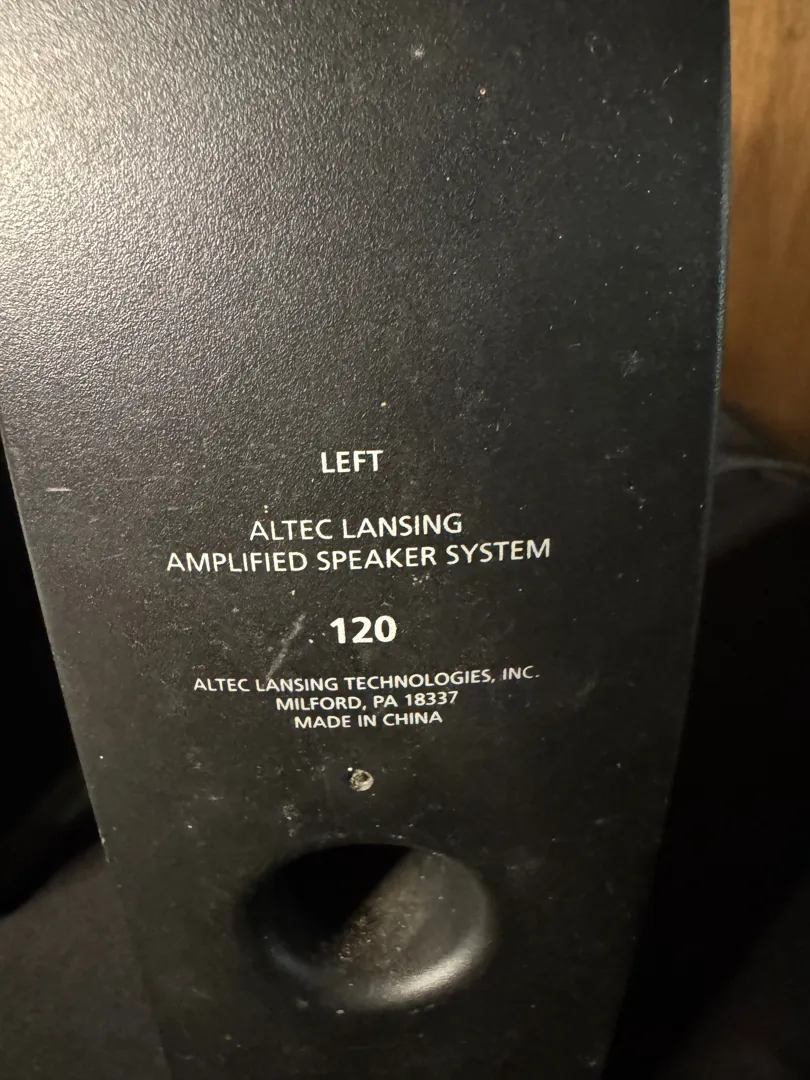 LEFT
ALTEC LANSING
AMPLIFIED SPEAKER SYSTEM
120
ALTEC LANSING TECHNOLOGIES, INC.
MILFORD, PA 18337
MADE IN CHINA